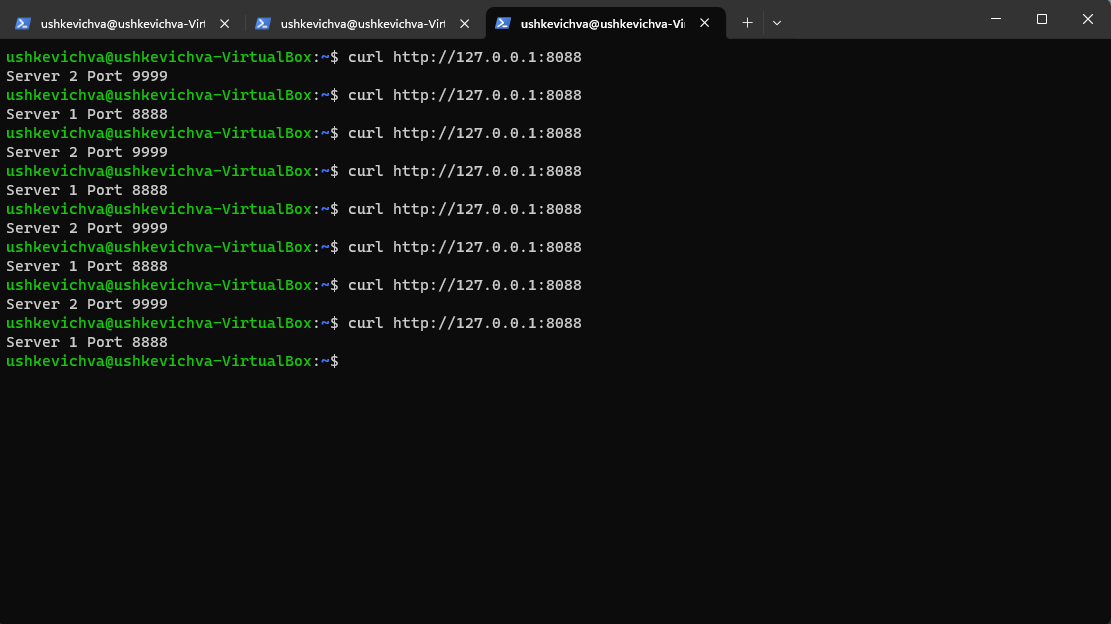 ushkevichva@ushkevichva-Virt
ushkevichva@ushkevichva-Virt
ushkevichva@ushkevichva-Vi
ushkevichva@ushkevichva-VirtualBox:~$ curl http://127.0.0.1:8088
Server 2 Port 9999
ushkevichva@ushkevichva-VirtualBox:~$ curl http://127.0.0.1:8088
Server 1 Port 8888
ushkevichva@ushkevichva-VirtualBox:~$ curl http://127.0.0.1:8088
Server 2 Port 9999
ushkevichva@ushkevichva-VirtualBox:~$ curl http://127.0.0.1:8088
Server 1 Port 8888
ushkevichva@ushkevichva-VirtualBox:~$ curl http://127.0.0.1:8088
Server 2 Port 9999
ushkevichva@ushkevichva-VirtualBox:~$ curl http://127.0.0.1:8088
Server 1 Port 8888
ushkevichva@ushkevichva-VirtualBox:~$ curl http://127.0.0.1:8088
Server 2 Port 9999
ushkevichva@ushkevichva-VirtualBox:~$ curl http://127.0.0.1:8088
Server 1 Port 8888
ushkevichva@ushkevichva-VirtualBox:~$